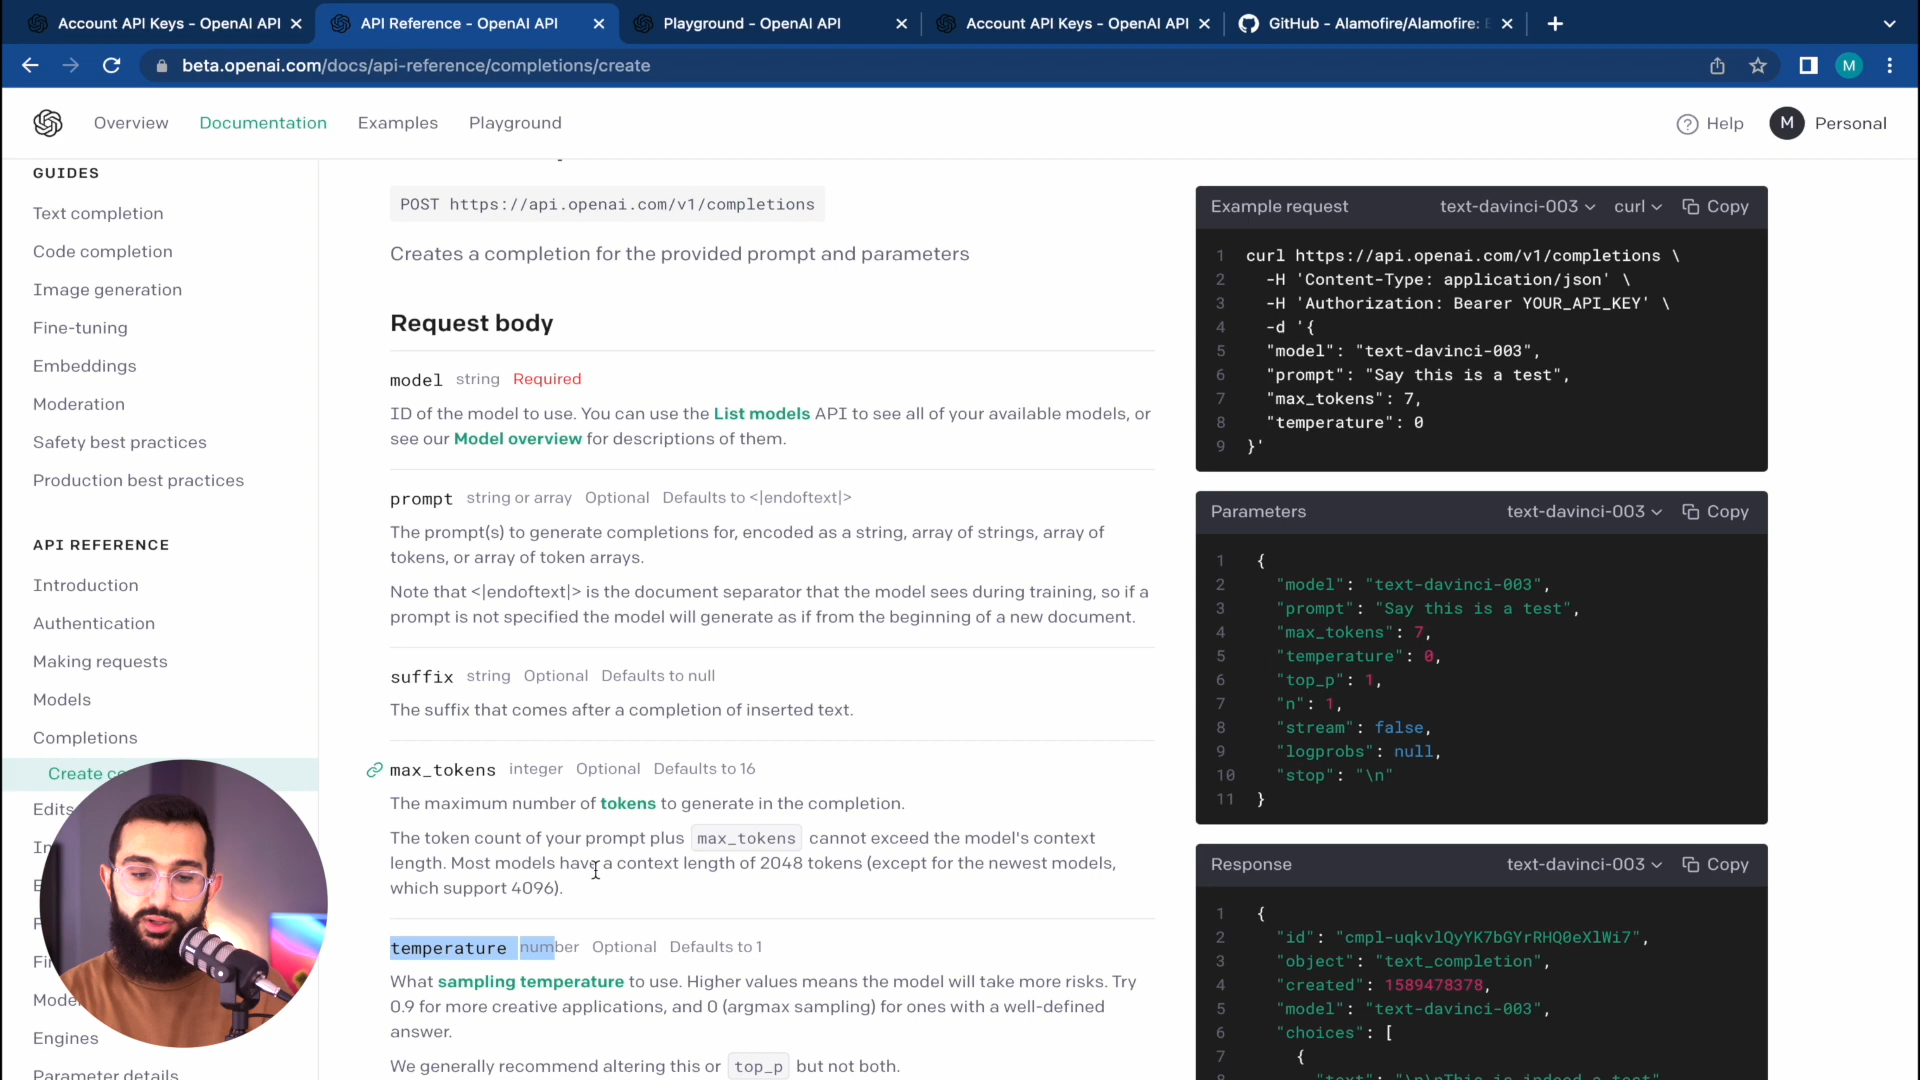 Account API Keys - OpenAI API
API Reference - OpenAI API
Playground - OpenAI API
Account API Keys - OpenAI API
GitHub - Alamofire/Alamofire:
beta.openai.com/docs/api-reference/completions/create
M
Overview
Documentation
Examples
Playground
Help
M
Personal
GUIDES
Text completion
Code completion
Image generation
Fine-tuning
Embeddings
Moderation
Safety best practices
Production best practices
API REFERENCE
Introduction
Authentication
Making requests
Models
Completions
Create
Edits
Engines
Parameter details
POST https://api.openai.com/v1/completions
Creates a completion for the provided prompt and parameters
Request body
model string Required
ID of the model to use. You can use the List models API to see all of your available models, or
see our Model overview for descriptions of them.
prompt string or array Optional Defaults to <|endoftext|>
The prompt(s) to generate completions for, encoded as a string, array of strings, array of
tokens, or array of token arrays.
Note that <|endoftext|> is the document separator that the model sees during training, so if a
prompt is not specified the model will generate as if from the beginning of a new document.
suffix string Optional Defaults to null
The suffix that comes after a completion of inserted text.
max_tokens integer Optional Defaults to 16
The maximum number of tokens to generate in the completion.
The token count of your prompt plus max_tokens cannot exceed the model's context
length. Most models have a context length of 2048 tokens (except for the newest models,
which support 4096).
temperature number Optional Defaults to 1
What sampling temperature to use. Higher values means the model will take more risks. Try
0.9 for more creative applications, and 0 (argmax sampling) for ones with a well-defined
answer.
We generally recommend altering this or top_p but not both.
Example request text-davinci-003 curl Copy
1 curl https://api.openai.com/v1/completions \
2 -H 'Content-Type: application/json' \
3 -H 'Authorization: Bearer YOUR_API_KEY' \
4 -d '{
5 "model": "text-davinci-003",
6 "prompt": "Say this is a test",
7 "max_tokens": 7,
8 "temperature": 0
9 }'
Parameters text-davinci-003 Copy
1 {
2 "model": "text-davinci-003",
3 "prompt": "Say this is a test",
4 "max_tokens": 7,
5 "temperature": 0,
6 "top_p": 1,
7 "n": 1,
8 "stream": false,
9 "logprobs": null,
10 "stop": "\n"
11 }
Response text-davinci-003 Copy
1 {
2 "id": "cmpl-uqkvlQyYK7bGYrRHQ0eXlWi7",
3 "object": "text_completion",
4 "created": 1589478378,
5 "model": "text-davinci-003",
6 "choices": [
7 {
8 "text": "\n\nThis is indeed a test",